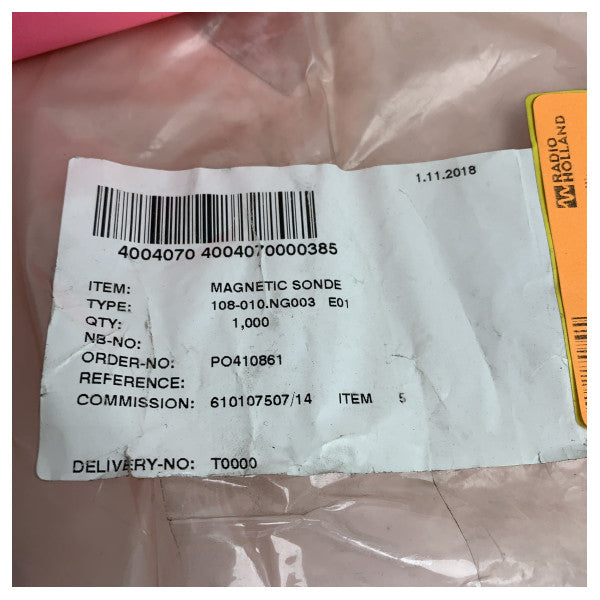 1.11.2018
4004070 4004070000385
ITEM: MAGNETIC SONDE
TYPE: 108-010.NG003 E01
QTY: 1,000
NB-NO:
ORDER-NO: PO410861
REFERENCE:
COMMISSION: 610107507/14 ITEM 5
DELIVERY-NO: T0000
RADIO
HOLLAND